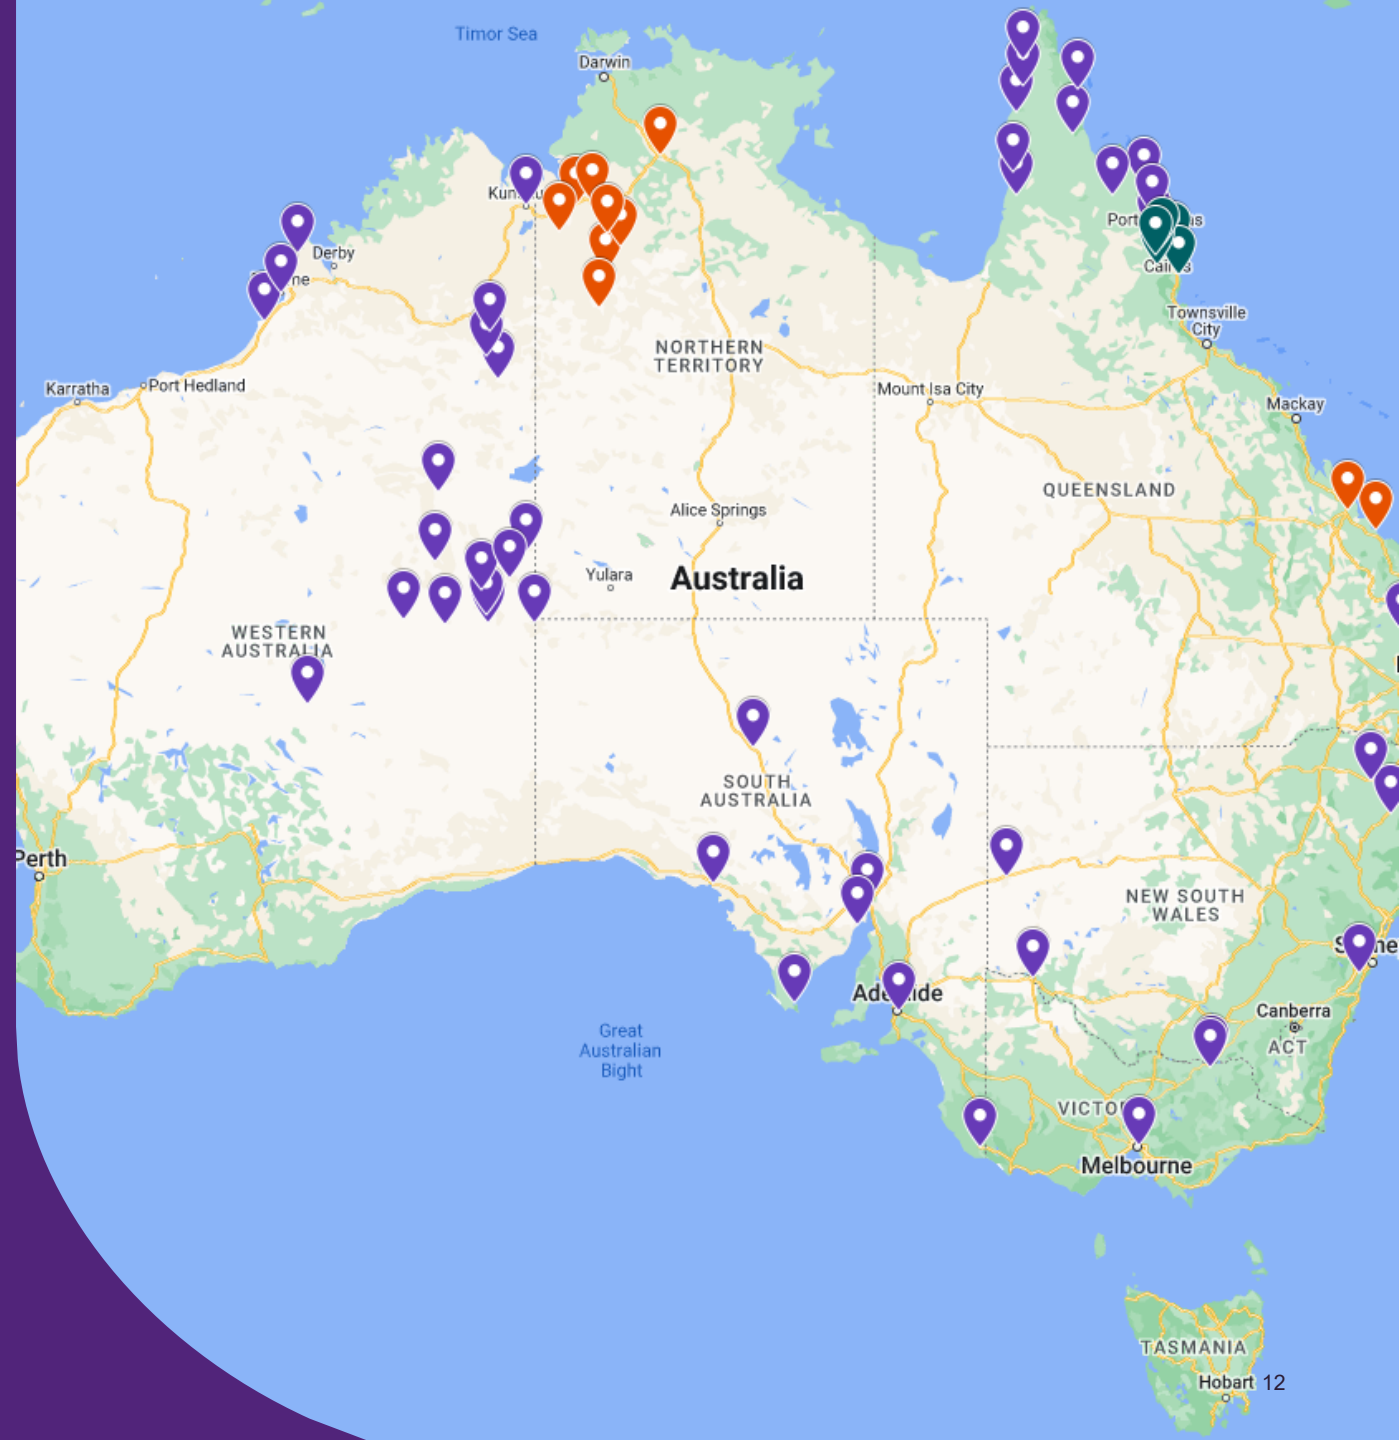 Timor Sea
Darwin
Derby
Karratha
Port Hedland
NORTHERN
TERRITORY
Townsville
City
Mount Isa City
Mackay
QUEENSLAND
Alice Springs
Yulara
Australia
WESTERN
AUSTRALIA
SOUTH
AUSTRALIA
Perth
NEW SOUTH
WALES
Canberra
ACT
Great
Australian
Bight
Melbourne
TASMANIA
Hobart
12